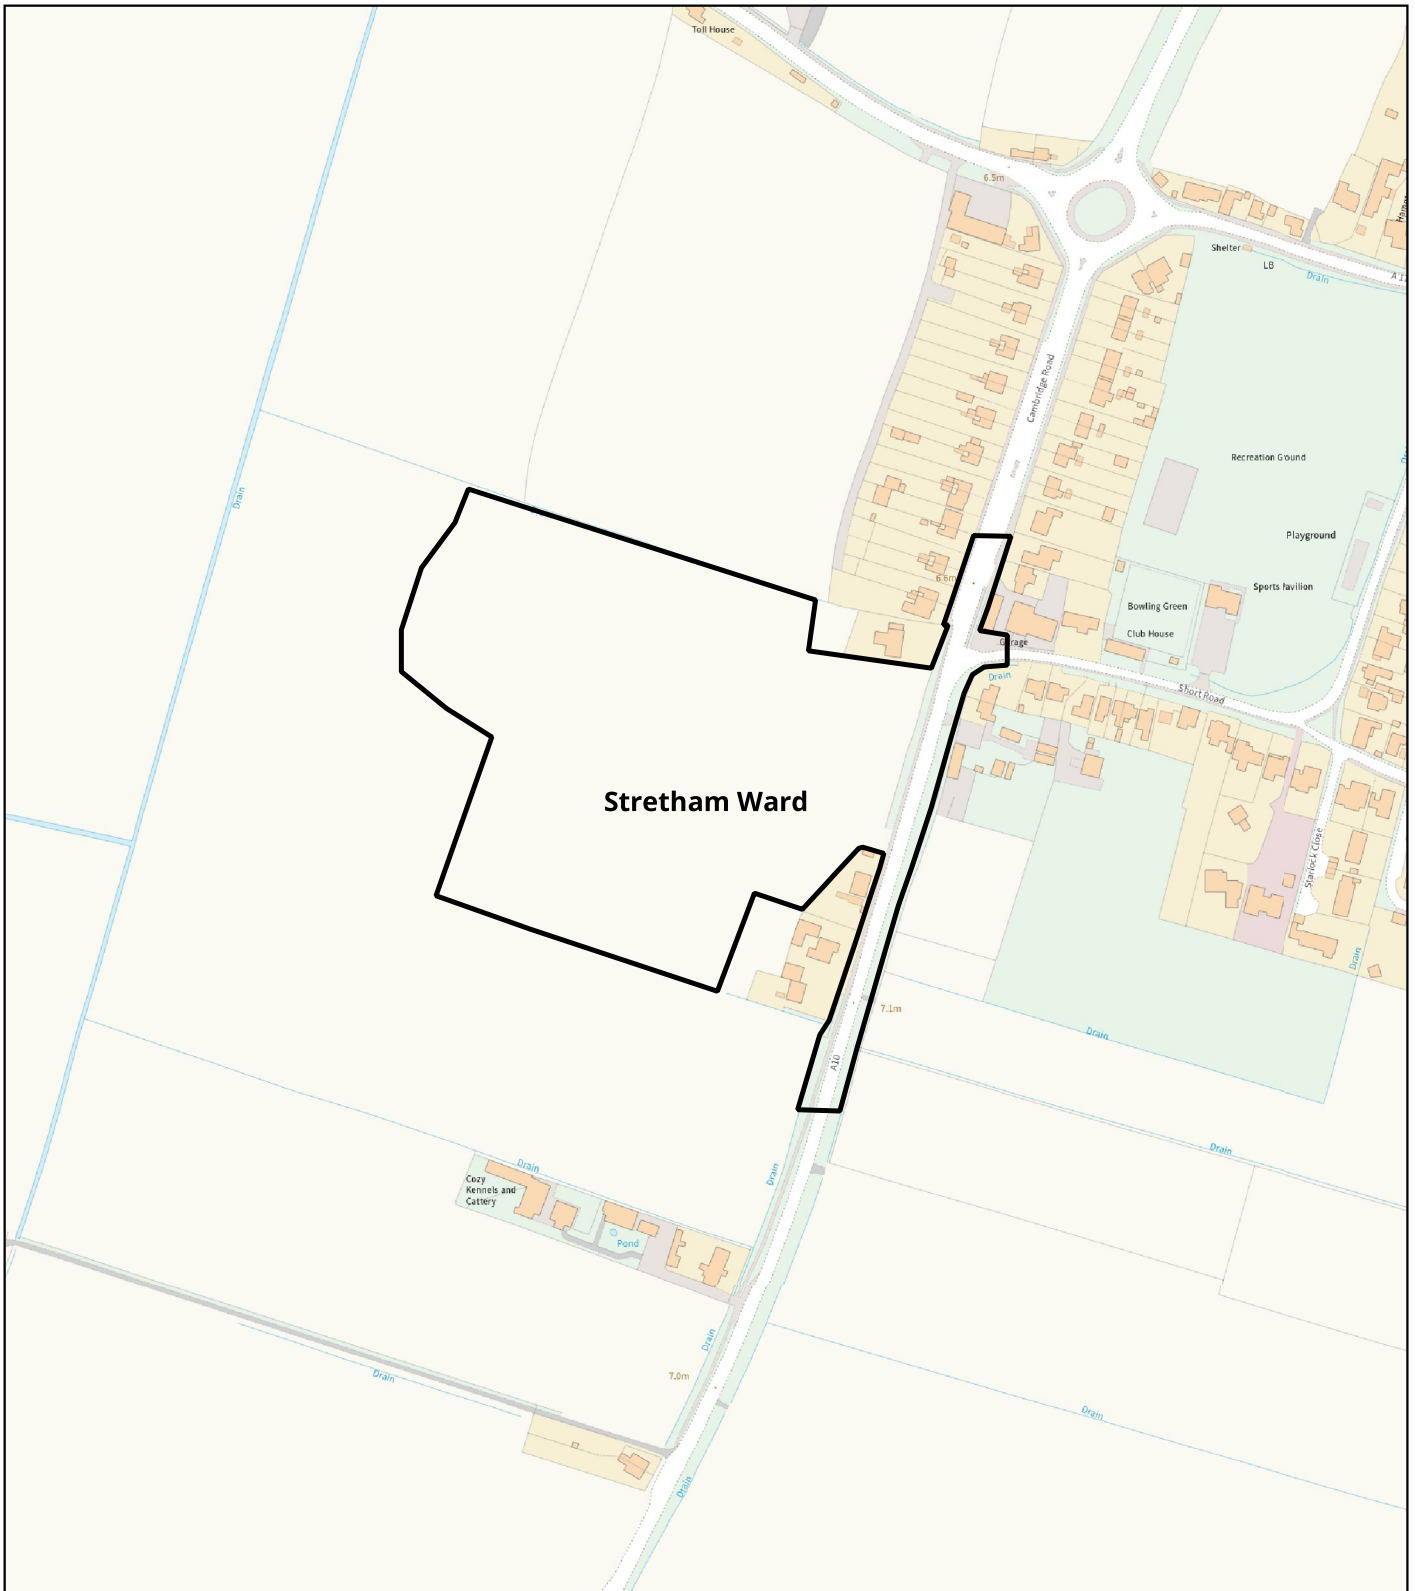 Toll House
6.5m
Shelter
LB
Drain
Cambridge Road
Recreation Ground
Drain
Playground
6.6m
Sports Pavilion
Bowling Green
Club House
Garage
Drain
Short Road
Stretham Ward
Starlock Close
Drain
7.1m
Drain
A10
Drain
Drain
Drain
Cozy
Kennels and
Cattery
Pond
Drain
7.0m
Drain
Drain
Drain